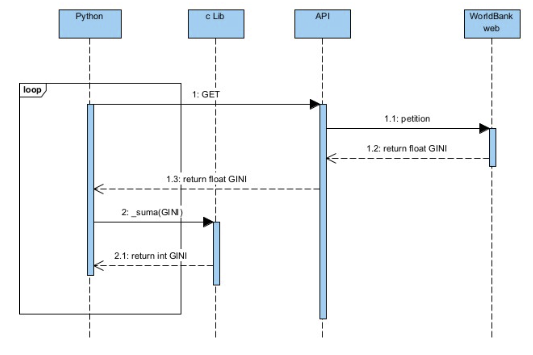 Python
c Lib
API
WorldBank
web
loop
1: GET
1.1: petition
1.2: return float GINI
1.3: return float GINI
2: _suma(GINI)
2.1: return int GINI